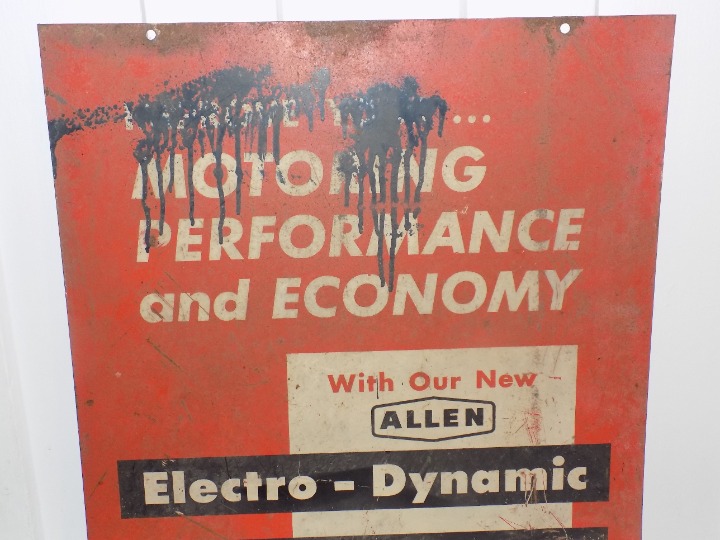 ...
MOTORING
PERFORMANCE
and ECONOMY
With Our New
ALLEN
Electro - Dynamic